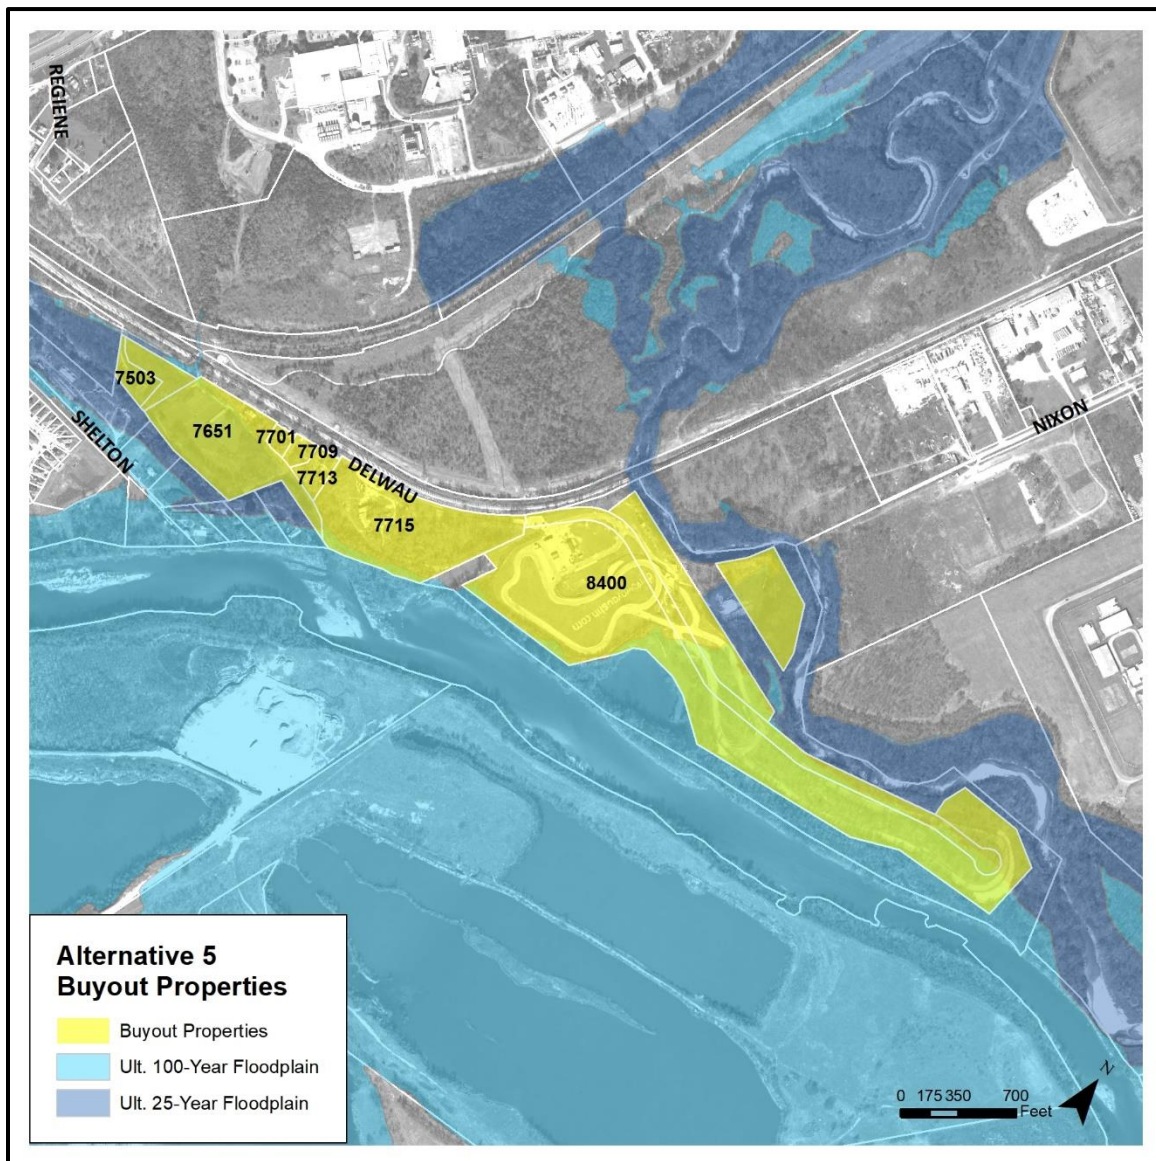 REGIENE
7503
SHELTON
7651
7701
7709
7713
DELWAU
7715
8400
NIXON
Alternative 5
Buyout Properties
Buyout Properties
Ult. 100-Year Floodplain
Ult. 25-Year Floodplain
N
0 175 350 700
Feet